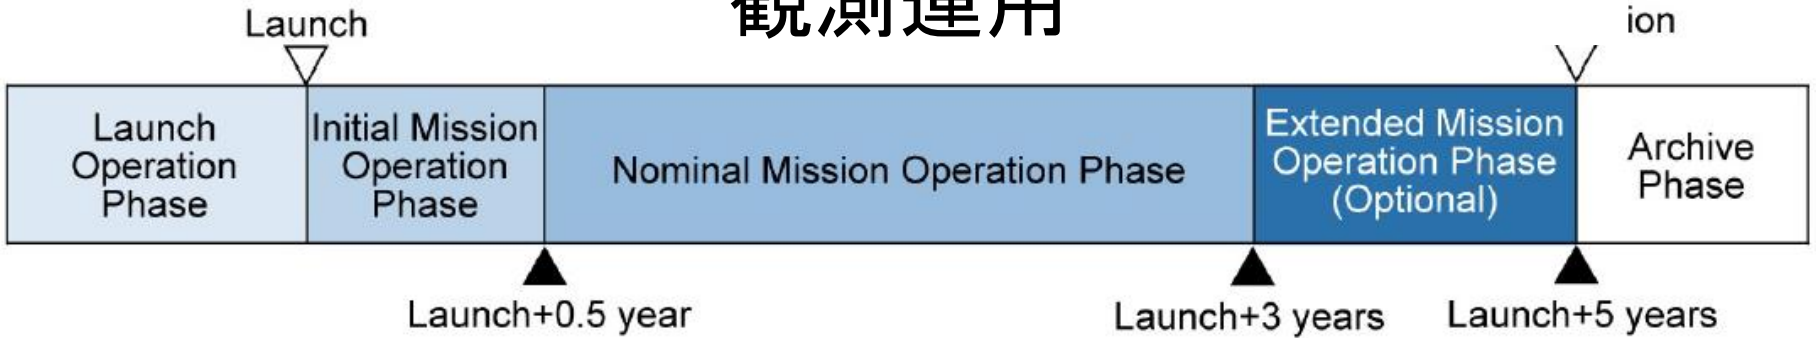 観測運用
Launch
ion
Launch
Operation
Phase
Initial Mission
Operation
Phase
Nominal Mission Operation Phase
Extended Mission
Operation Phase
(Optional)
Archive
Phase
Launch+0.5 year
Launch+3 years
Launch+5 years